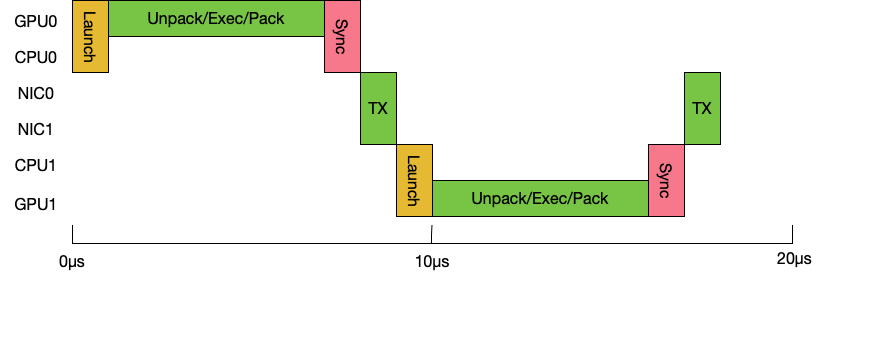 GPU0
Launch
Unpack/Exec/Pack
Sync
CPU0
NIC0
TX
TX
NIC1
CPU1
Launch
Sync
GPU1
Unpack/Exec/Pack
0µs
10µs
20µs